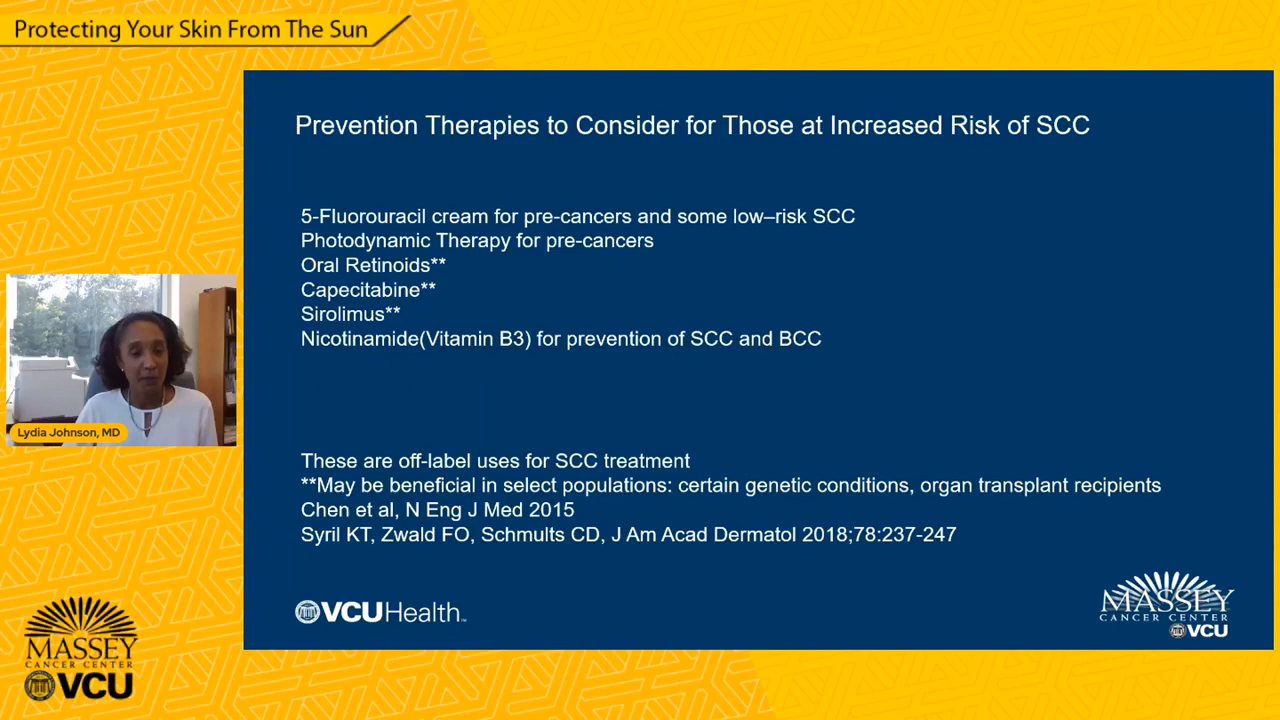 Protecting Your Skin From The Sun
Prevention Therapies to Consider for Those at Increased Risk of SCC
5-Fluorouracil cream for pre-cancers and some low–risk SCC
Photodynamic Therapy for pre-cancers
Oral Retinoids**
Capecitabine**
Sirolimus**
Nicotinamide(Vitamin B3) for prevention of SCC and BCC
Lydia Johnson, MD
These are off-label uses for SCC treatment
**May be beneficial in select populations: certain genetic conditions, organ transplant recipients
Chen et al, N Eng J Med 2015
Syril KT, Zwald FO, Schmults CD, J Am Acad Dermatol 2018;78:237-247
VCUHealth™
MASSEY
CANCER CENTER
VCU
MASSEY
CANCER CENTER
VCU